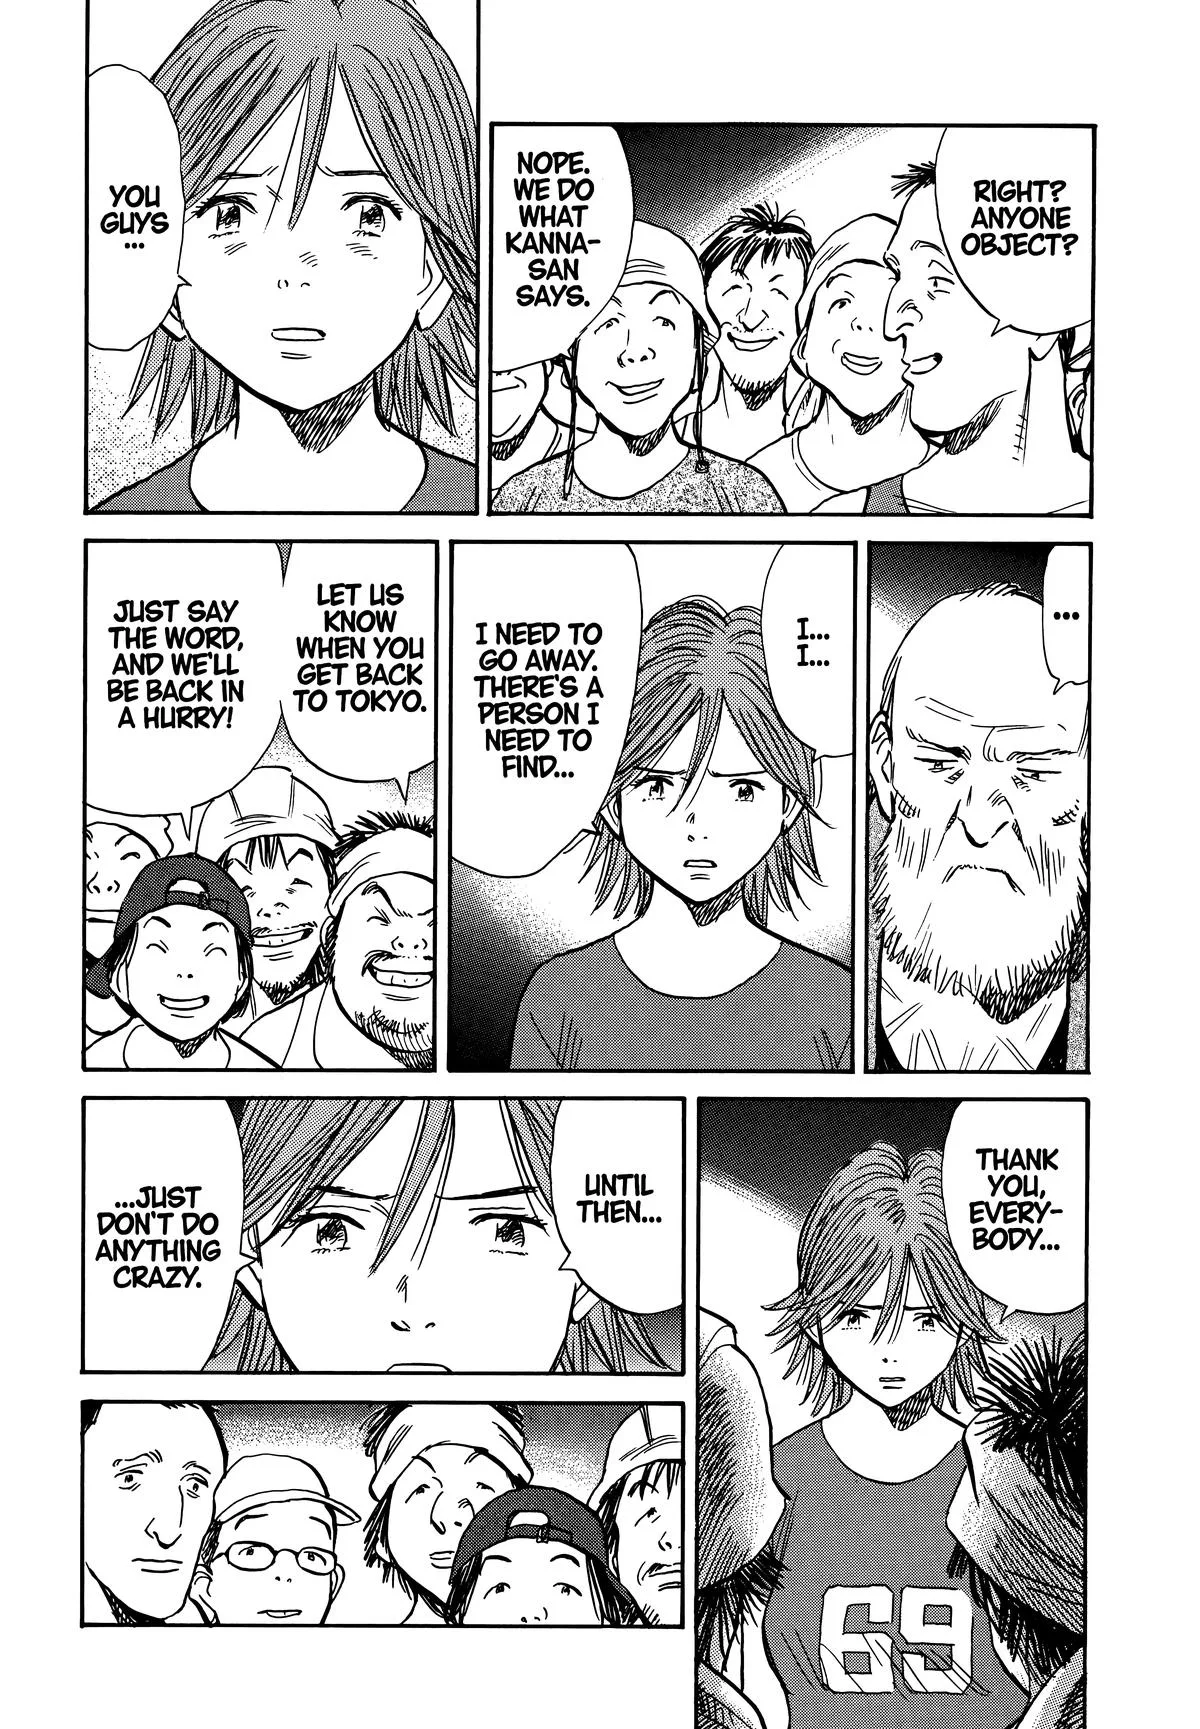 RIGHT?
ANYONE
OBJECT?
NOPE.
WE DO
WHAT
KANNA-
SAN
SAYS.
YOU
GUYS
...
...
I...
I...
I NEED TO
GO AWAY.
THERE'S A
PERSON I
NEED TO
FIND...
LET US
KNOW
WHEN YOU
GET BACK
TO TOKYO.
JUST SAY
THE WORD,
AND WE'LL
BE BACK IN
A HURRY!
THANK
YOU,
EVERY-
BODY...
69
UNTIL
THEN...
...JUST
DON'T DO
ANYTHING
CRAZY.